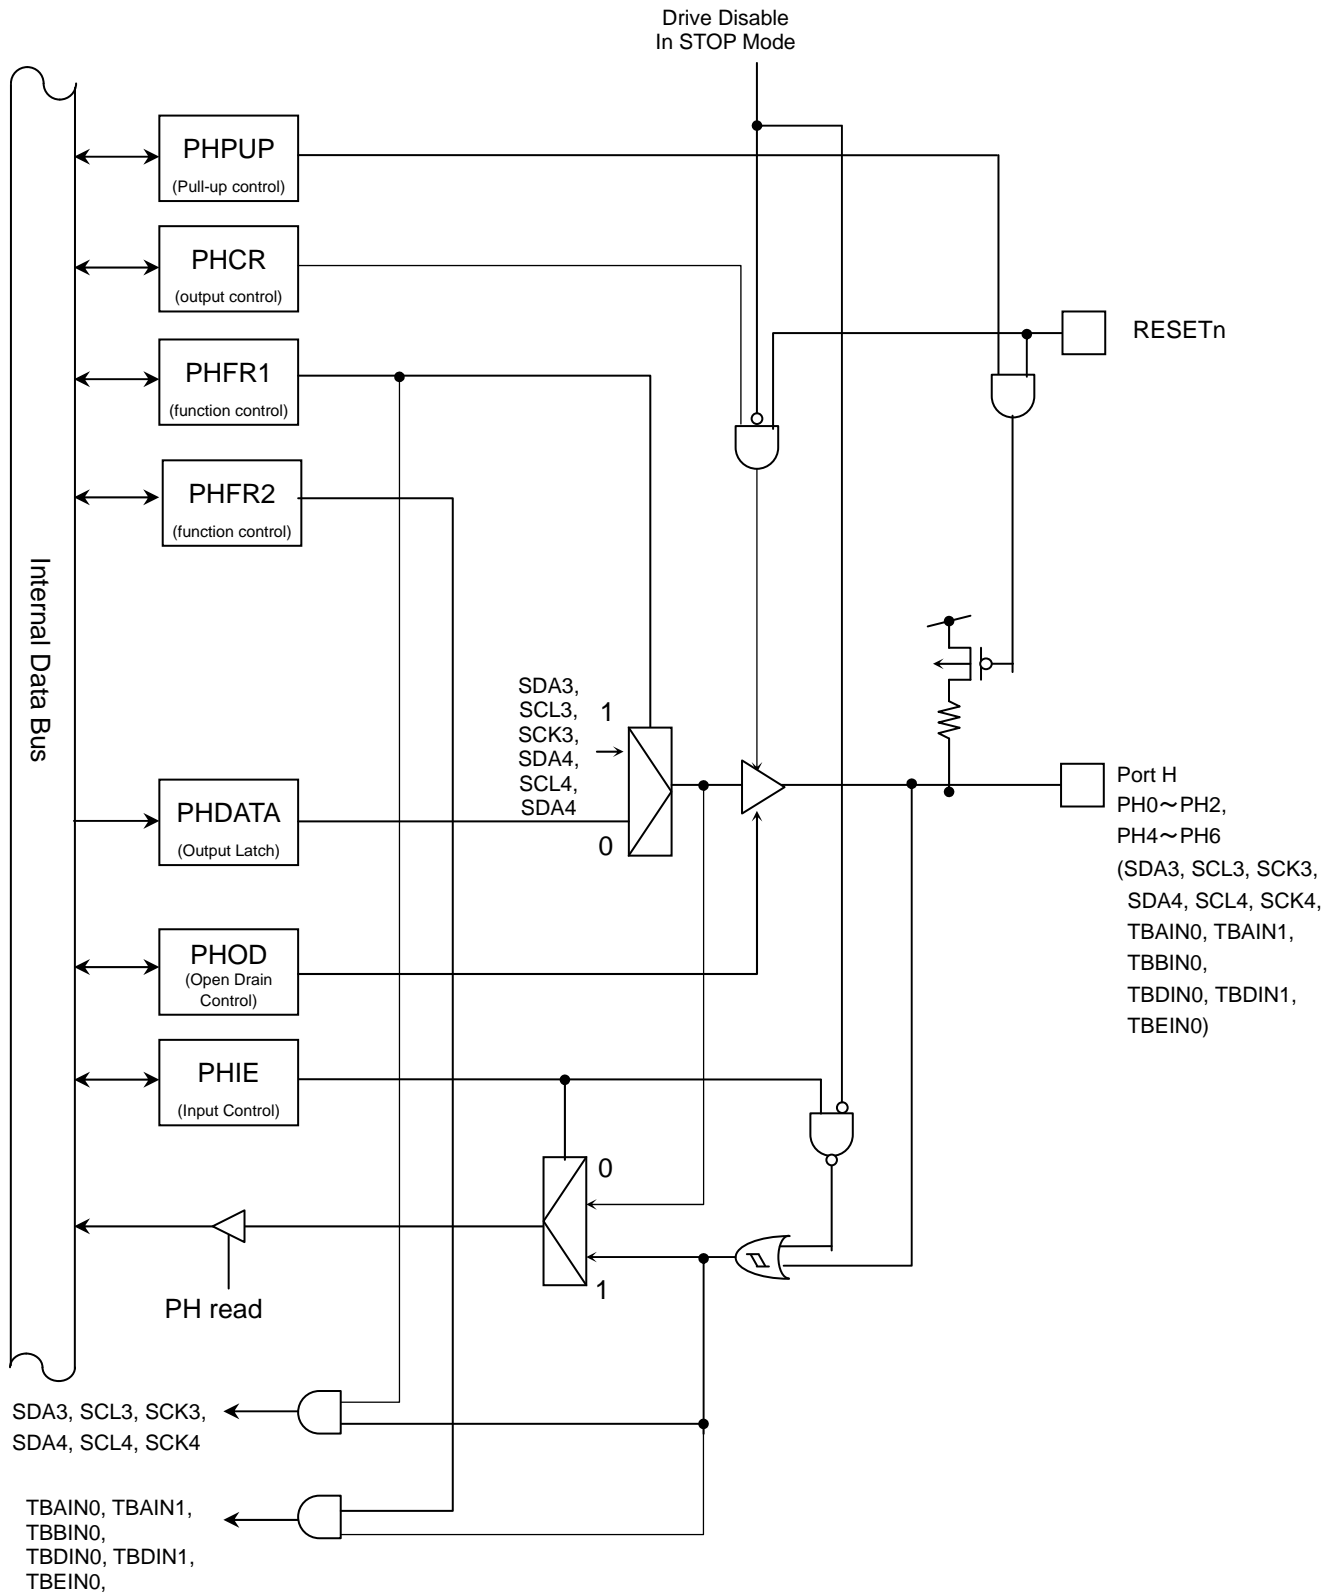 Drive Disable
In STOP Mode
PHPUP
(Pull-up control)
PHCR
(output control)
RESETn
PHFR1
(function control)
PHFR2
(function control)
Internal Data Bus
SDA3,
SCL3,
SCK3,
SDA4,
SCL4,
SDA4
1
0
PHDATA
(Output Latch)
Port H
PH0～PH2,
PH4～PH6
(SDA3, SCL3, SCK3,
SDA4, SCL4, SCK4,
TBAIN0, TBAIN1,
TBBIN0,
TBDIN0, TBDIN1,
TBEIN0)
PHOD
(Open Drain
Control)
PHIE
(Input Control)
0
1
PH read
SDA3, SCL3, SCK3,
SDA4, SCL4, SCK4
TBAIN0, TBAIN1,
TBBIN0,
TBDIN0, TBDIN1,
TBEIN0,